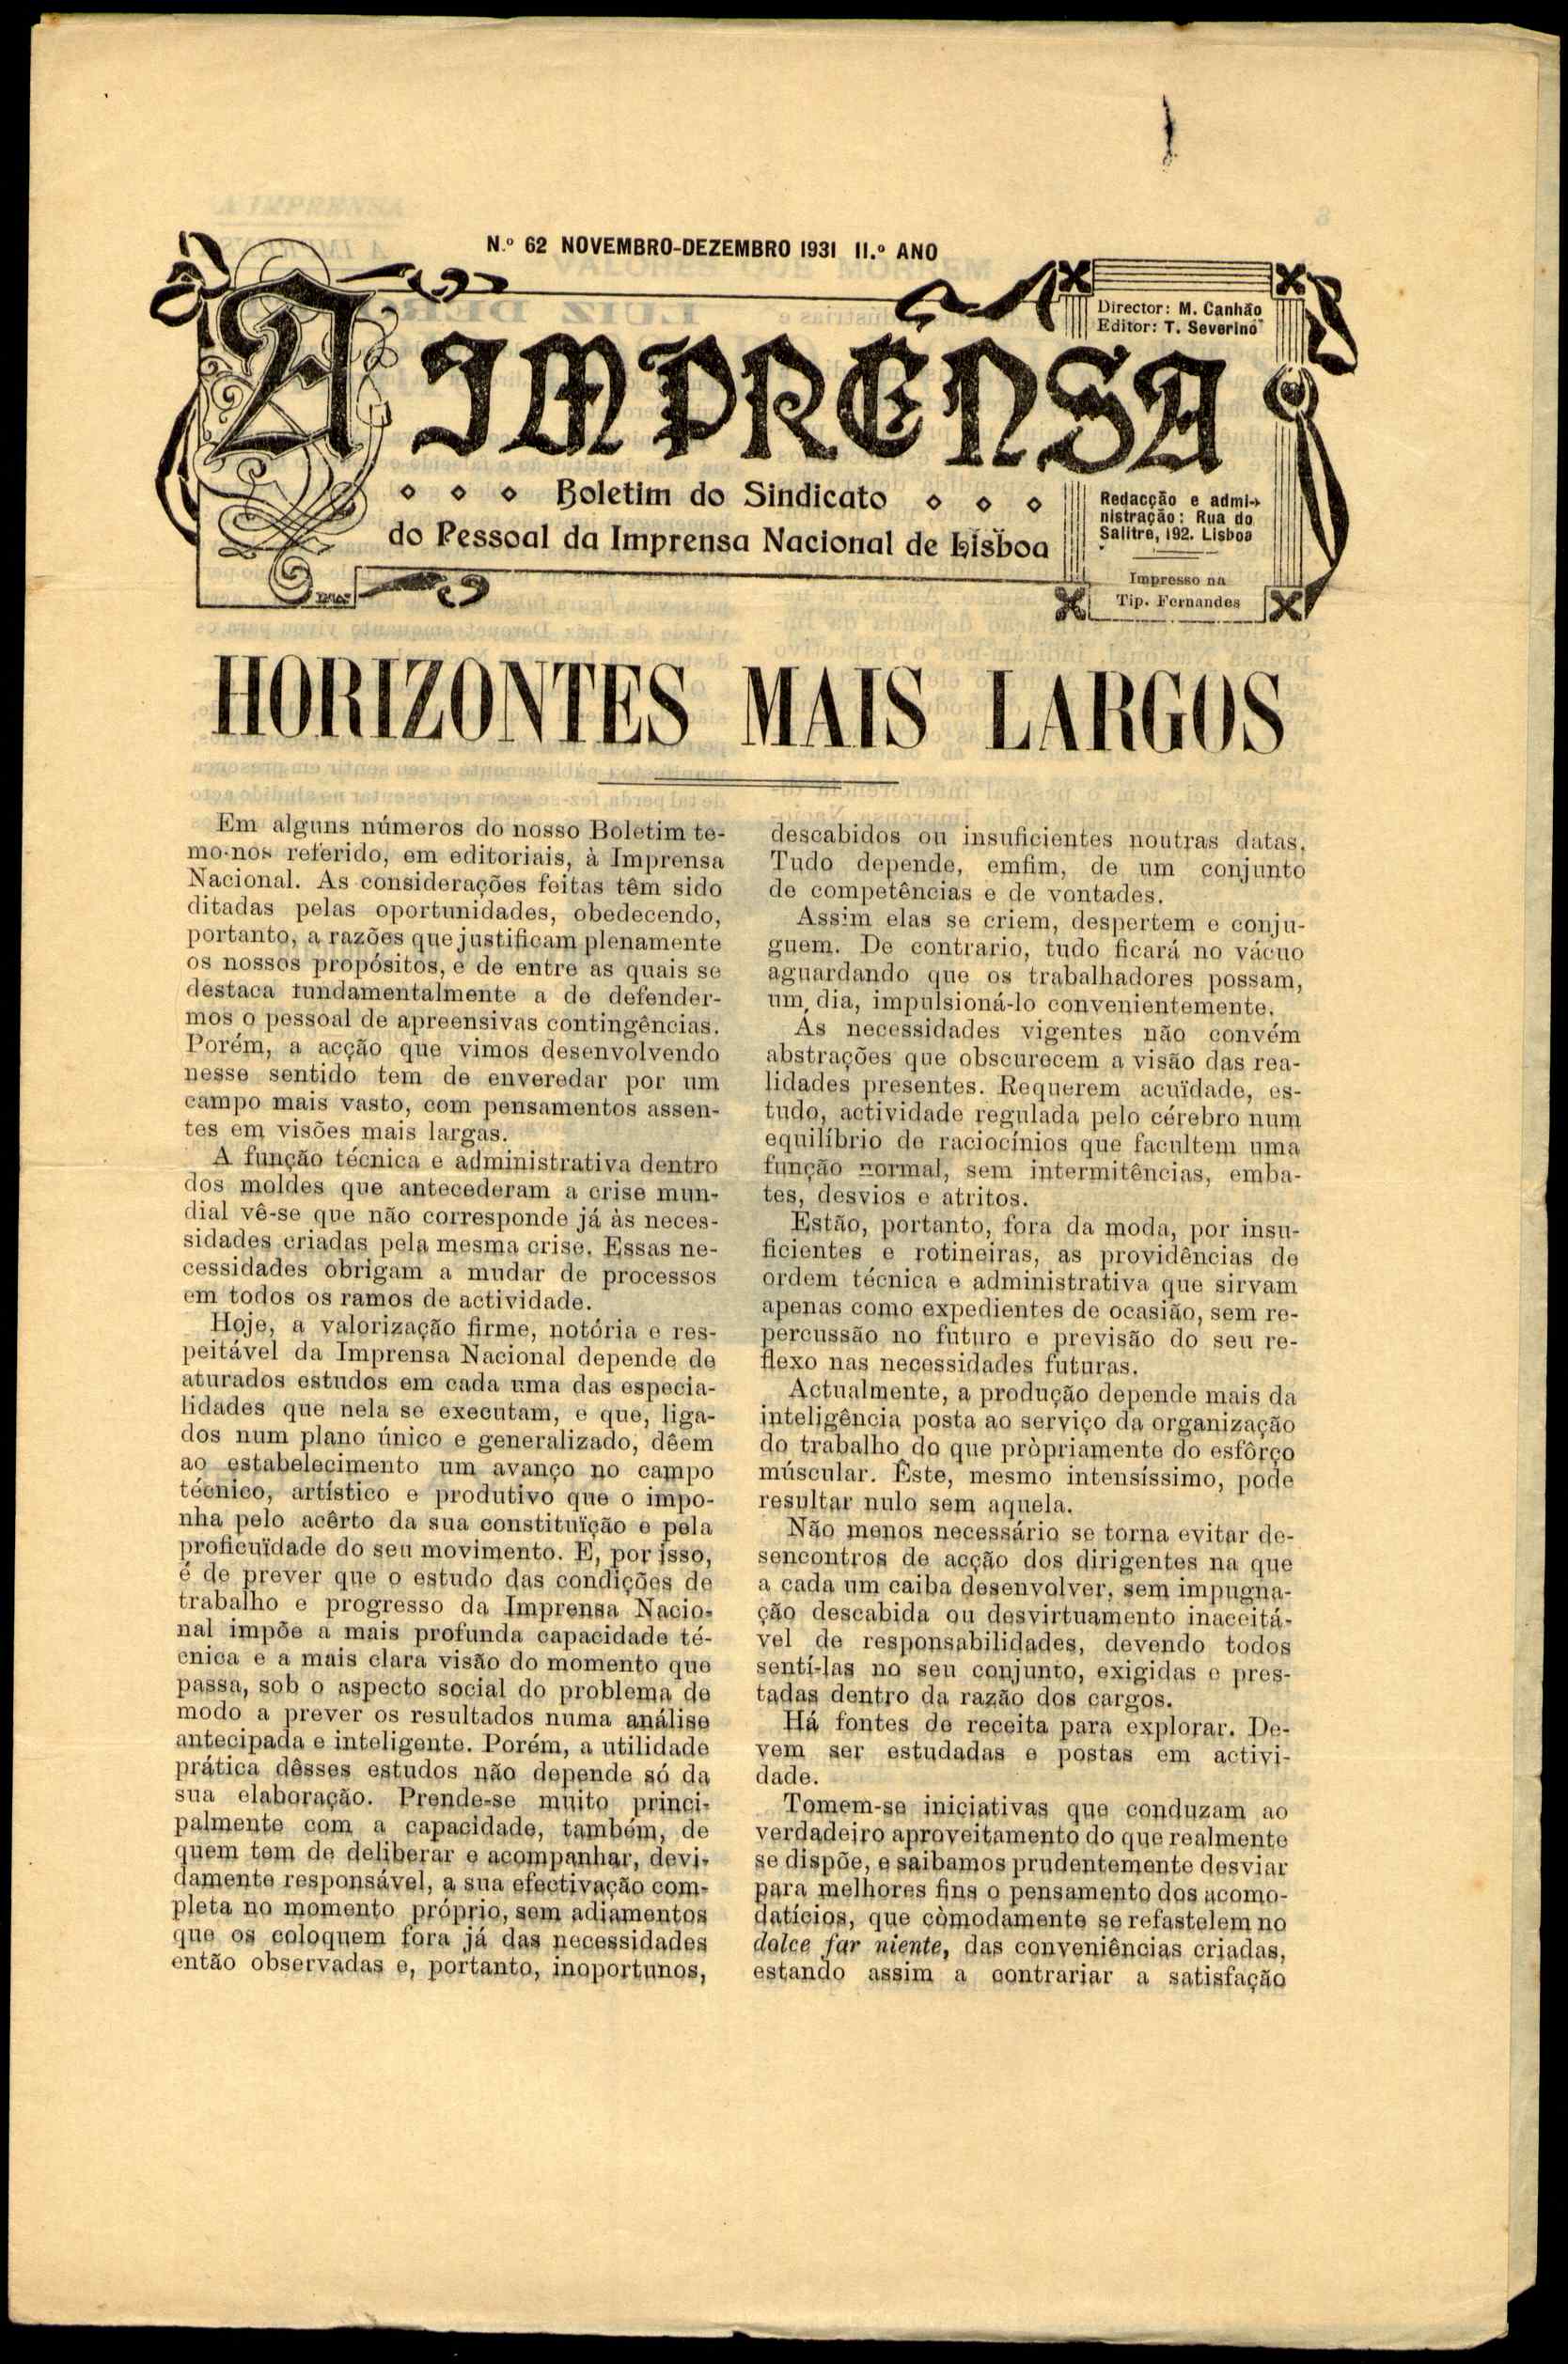 N.º 62 NOVEMBRO-DEZEMBRO 1931 11.º ANO
A IMPRENSA
Director: M. Canhão
Editor: T. Severino
Boletim do Sindicato
do Pessoal da Imprensa Nacional de Lisboa
Redacção e admi-
nistração: Rua do
Salitre, 192. Lisboa
Impresso na
Tip. Fernandes
HORIZONTES MAIS LARGOS
Em alguns números do nosso Boletim te-
mo-nos referido, em editoriais, à Imprensa
Nacional. As considerações feitas têm sido
ditadas pelas oportunidades, obedecendo,
portanto, a razões que justificam plenamente
os nossos propósitos, e de entre as quais se
destaca fundamentalmente a de defender-
mos o pessoal de apreensivas contingências.
Porém, a acção que vimos desenvolvendo
nesse sentido tem de enveredar por um
campo mais vasto, com pensamentos assen-
tes em visões mais largas.
A função técnica e administrativa dentro
dos moldes que antecederam a crise mun-
dial vê-se que não corresponde já às neces-
sidades criadas pela mesma crise. Essas ne-
cessidades obrigam a mudar de processos
em todos os ramos de actividade.
Hoje, a valorização firme, notória e res-
peitável da Imprensa Nacional depende de
aturados estudos em cada uma das especia-
lidades que nela se executam, e que, liga-
dos num plano único e generalizado, dêem
ao estabelecimento um avanço no campo
técnico, artístico e produtivo que o impo-
nha pelo acêrto da sua constituïção e pela
proficuïdade do seu movimento. E, por isso,
é de prever que o estudo das condições de
trabalho e progresso da Imprensa Nacio-
nal impõe a mais profunda capacidade té-
cnica e a mais clara visão do momento que
passa, sob o aspecto social do problema de
modo a prever os resultados numa análise
antecipada e inteligente. Porém, a utilidade
prática dêsses estudos não depende só da
sua elaboração. Prende-se muito princi-
palmente com a capacidade, também, de
quem tem de deliberar e acompanhar, devi-
damente responsável, a sua efectivação com-
pleta no momento próprio, sem adiamentos
que os coloquem fora já das necessidades
então observadas e, portanto, inoportunos,
descabidos ou insuficientes noutras datas.
Tudo depende, emfim, de um conjunto
de competências e de vontades.
Assim elas se criem, despertem e conju-
guem. De contrario, tudo ficará no vácuo
aguardando que os trabalhadores possam,
um dia, impulsioná-lo convenientemente.
Ás necessidades vigentes não convém
abstrações que obscurecem a visão das rea-
lidades presentes. Requerem acuïdade, es-
tudo, actividade regulada pelo cérebro num
equilíbrio de raciocínios que facultem uma
função normal, sem intermitências, emba-
tes, desvios e atritos.
Estão, portanto, fora da moda, por insu-
ficientes e rotineiras, as providências de
ordem técnica e administrativa que sirvam
apenas como expedientes de ocasião, sem re-
percussão no futuro e previsão do seu re-
flexo nas necessidades futuras.
Actualmente, a produção depende mais da
inteligência posta ao serviço da organização
do trabalho do que pròpriamente do esfôrço
múscular. Êste, mesmo intensíssimo, pode
resultar nulo sem aquela.
Não menos necessário se torna evitar de-
sencontros de acção dos dirigentes na que
a cada um caiba desenvolver, sem impugna-
ção descabida ou desvirtuamento inaceitá-
vel de responsabilidades, devendo todos
sentí-las no seu conjunto, exigidas e pres-
tadas dentro da razão dos cargos.
Há fontes de receita para explorar. De-
vem ser estudadas e postas em activi-
dade.
Tomem-se iniciativas que conduzam ao
verdadeiro aproveitamento do que realmente
se dispõe, e saibamos prudentemente desviar
para melhores fins o pensamento dos acomo-
datícios, que còmodamente se refastelem no
dolce far niente, das conveniências criadas,
estando assim a contrariar a satisfação